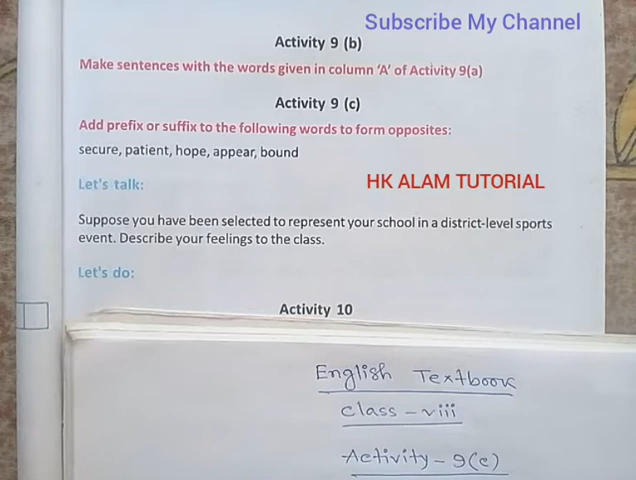 Subscribe My Channel
Activity 9 (b)
Make sentences with the words given in column 'A' of Activity 9(a)
Activity 9 (c)
Add prefix or suffix to the following words to form opposites:
secure, patient, hope, appear, bound
Let's talk:
HK ALAM TUTORIAL
Suppose you have been selected to represent your school in a district-level sports
event. Describe your feelings to the class.
Let's do:
Activity 10
English Textbook
Class - viii
Activity - 9(c)